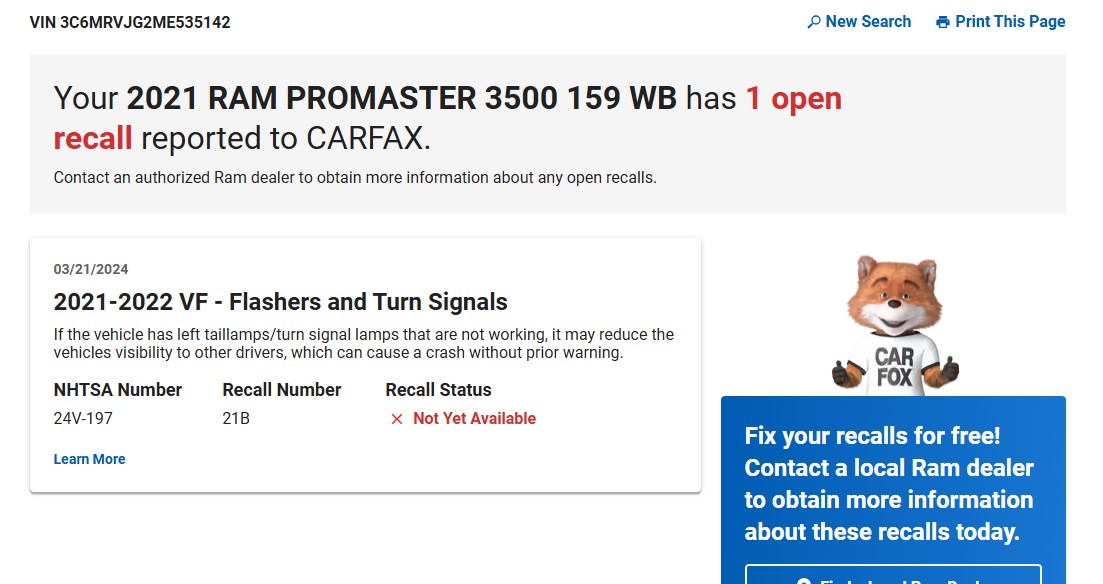 VIN 3C6MRVJG2ME535142
New Search
Print This Page
Your 2021 RAM PROMASTER 3500 159 WB has 1 open
recall reported to CARFAX.
Contact an authorized Ram dealer to obtain more information about any open recalls.
03/21/2024
2021-2022 VF - Flashers and Turn Signals
If the vehicle has left taillamps/turn signal lamps that are not working, it may reduce the
vehicles visibility to other drivers, which can cause a crash without prior warning.
NHTSA Number Recall Number Recall Status
24V-197 21B Not Yet Available
Learn More
CAR
FOX
Fix your recalls for free!
Contact a local Ram dealer
to obtain more information
about these recalls today.